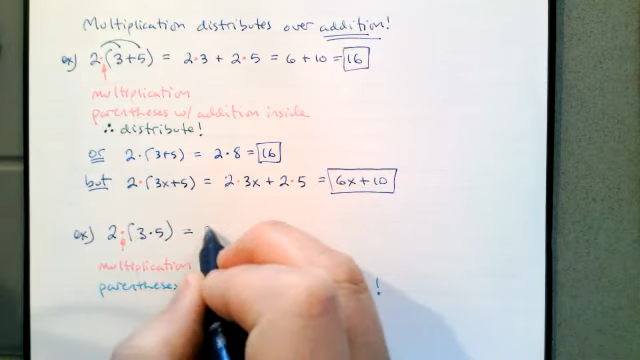 Multiplication distributes over addition!
ex) 2·(3+5) = 2·3 + 2·5 = 6 + 10 = 16
multiplication
parentheses w/ addition inside
∴ distribute!
or 2·(3+5) = 2·8 = 16
but 2·(3x+5) = 2·3x + 2·5 = 6x + 10
ex) 2·(3·5) =
multiplication
parentheses !